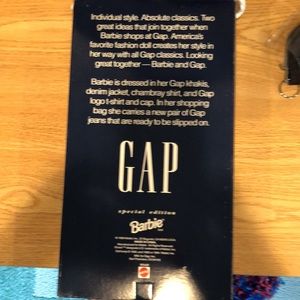 Individual style. Absolute classics. Two
great ideas that join together when
Barbie shops at Gap. America's
favorite fashion doll creates her style in
her way with all Gap classics. Looking
great together — Barbie and Gap.
Barbie is dressed in her Gap khakis,
denim jacket, chambray shirt, and Gap
logo t-shirt and cap. In her shopping
bag she carries a new pair of Gap
jeans that are ready to be slipped on.
GAP
special edition
Barbie